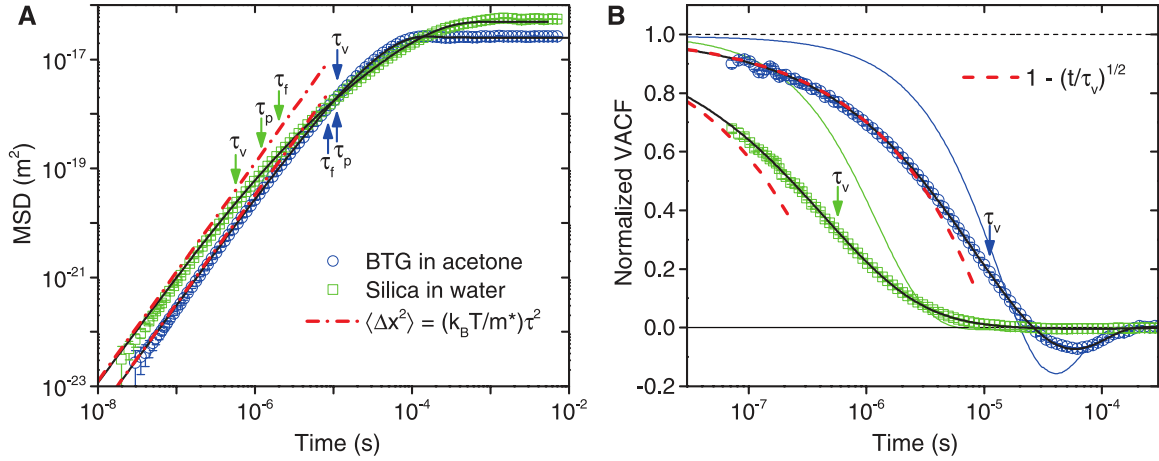 A
B
MSD (m²)
10⁻¹⁷
10⁻¹⁹
10⁻²¹
10⁻²³
τᵥ
τf
τₚ
τᵥ
τf τₚ
BTG in acetone
Silica in water
⟨Δx²⟩ = (k_BT/m*)τ²
10⁻⁸
10⁻⁶
10⁻⁴
10⁻²
Time (s)
Normalized VACF
1.0
0.8
0.6
0.4
0.2
0.0
-0.2
1 - (t/τᵥ)^1/2
τᵥ
τᵥ
10⁻⁷
10⁻⁶
10⁻⁵
10⁻⁴
Time (s)